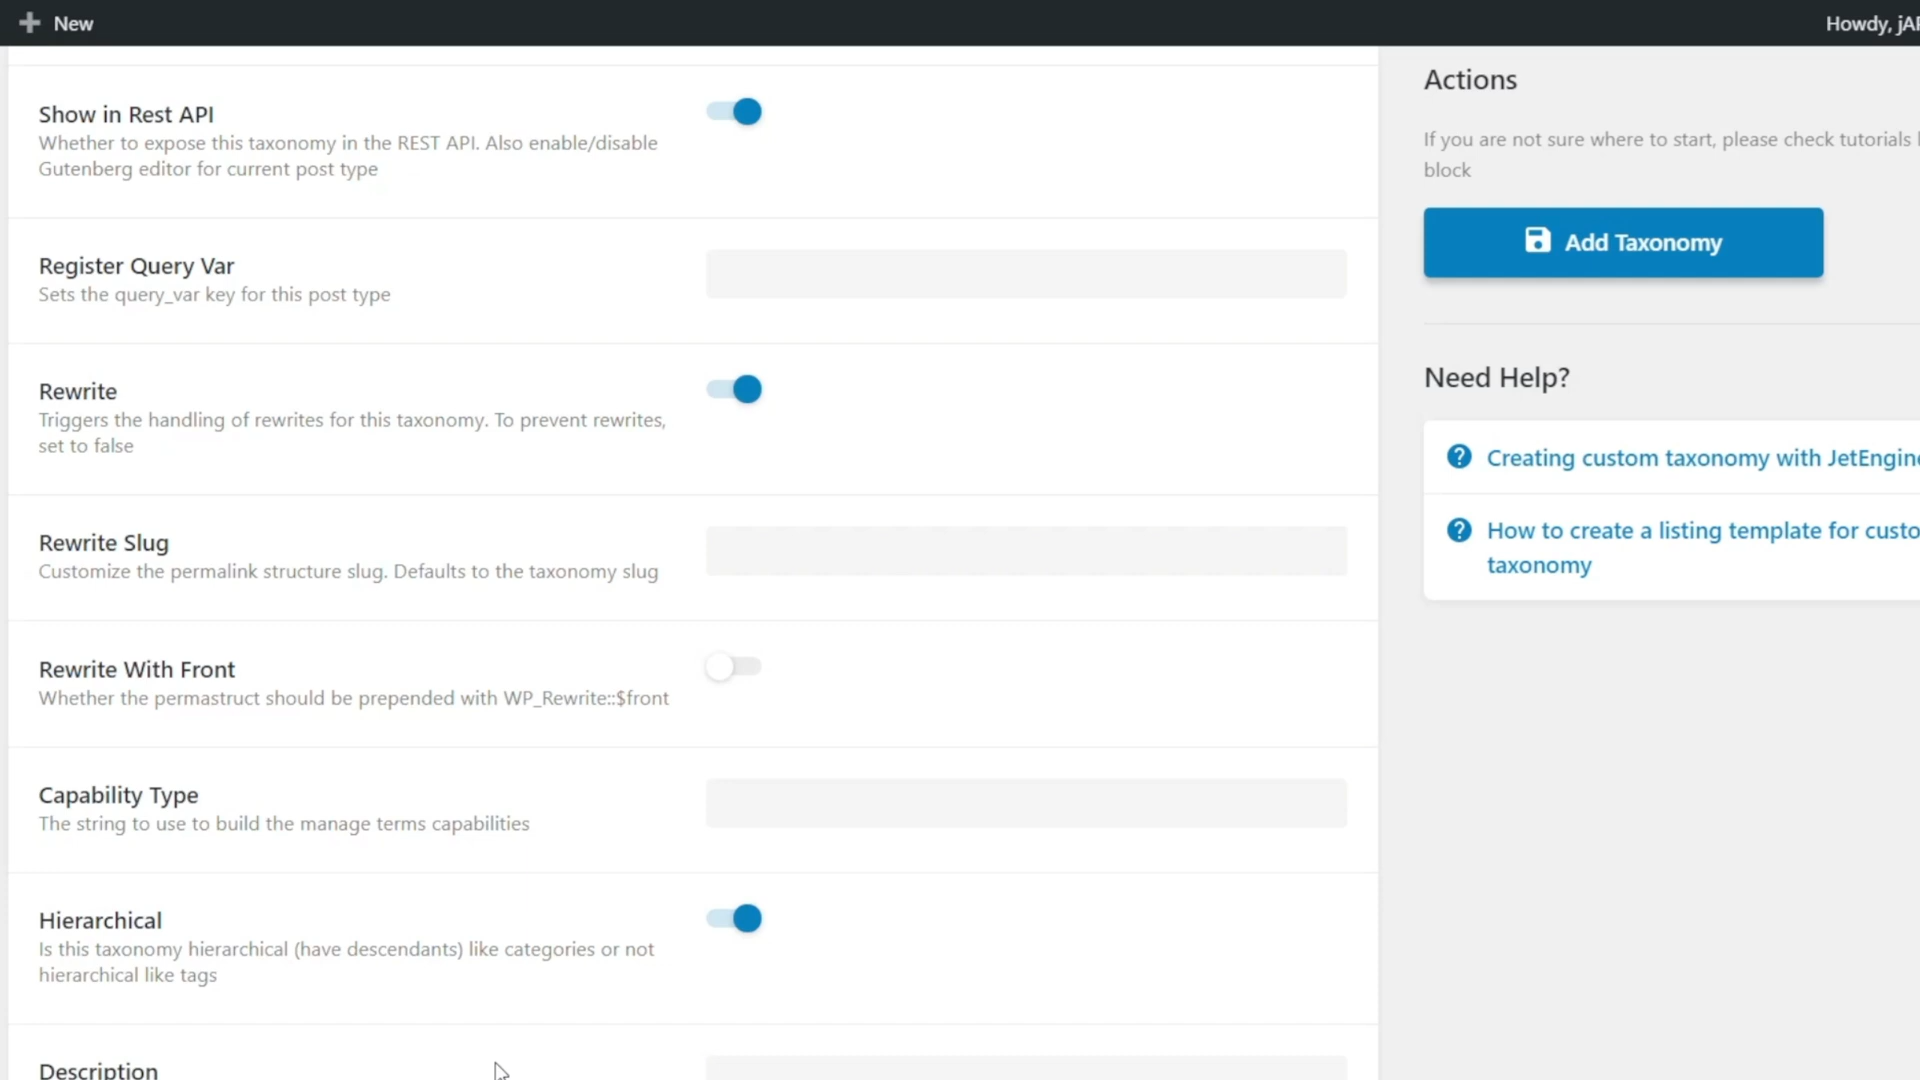 New
Howdy,
Show in Rest API
Whether to expose this taxonomy in the REST API. Also enable/disable
Gutenberg editor for current post type
Register Query Var
Sets the query_var key for this post type
Rewrite
Triggers the handling of rewrites for this taxonomy. To prevent rewrites,
set to false
Rewrite Slug
Customize the permalink structure slug. Defaults to the taxonomy slug
Rewrite With Front
Whether the permastruct should be prepended with WP_Rewrite::$front
Capability Type
The string to use to build the manage terms capabilities
Hierarchical
Is this taxonomy hierarchical (have descendants) like categories or not
hierarchical like tags
Description
Actions
If you are not sure where to start, please check tutorials
block
Add Taxonomy
Need Help?
Creating custom taxonomy with JetEngine
How to create a listing template for custo
taxonomy